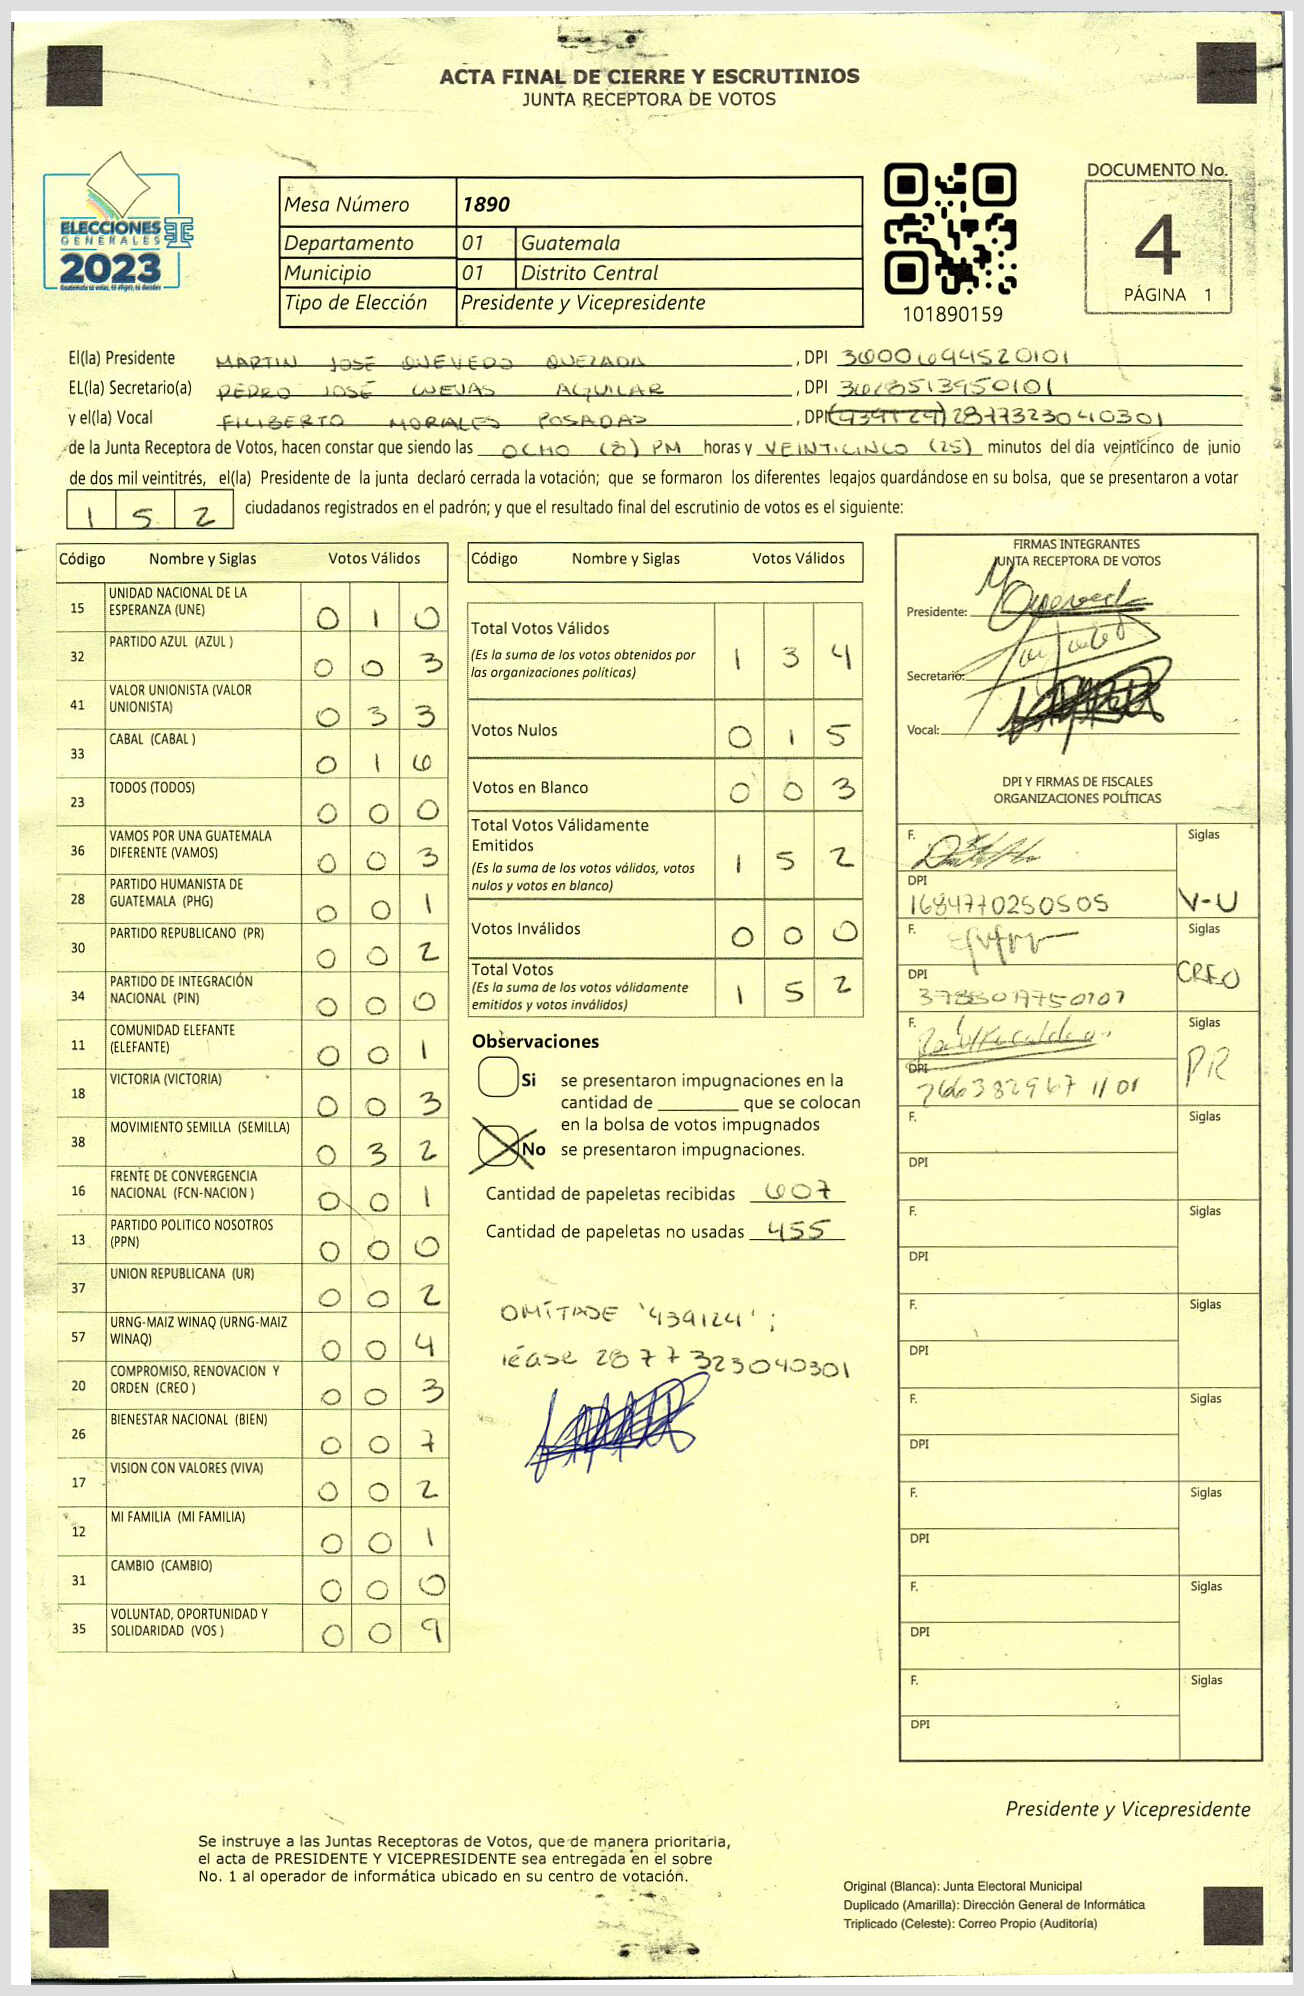 ACTA FINAL DE CIERRE Y ESCRUTINIOS
JUNTA RECEPTORA DE VOTOS
ELECCIONES
GENERALES
2023
Mesa Número 1890
Departamento 01 Guatemala
Municipio 01 Distrito Central
Tipo de Elección Presidente y Vicepresidente
101890159
DOCUMENTO No.
4
PÁGINA 1
El(la) Presidente MARTIN JOSÉ QUEVEDO QUEZADA, DPI 3600694520101
EL(la) Secretario(a) PEDRO JOSÉ CUEVAS AGUILAR, DPI 3628513950101
y el(la) Vocal FILIBERTO MORALES POSADAS, DPI (439124) 2877323040301
de la Junta Receptora de Votos, hacen constar que siendo las OCHO (8) PM horas y VEINTICINCO (25) minutos del día veinticinco de junio
de dos mil veintitrés, el(la) Presidente de la junta declaró cerrada la votación; que se formaron los diferentes legajos quardándose en su bolsa, que se presentaron a votar
152 ciudadanos registrados en el padrón; y que el resultado final del escrutinio de votos es el siguiente:
Código Nombre y Siglas Votos Válidos
15 UNIDAD NACIONAL DE LA ESPERANZA (UNE) 0 1 0
32 PARTIDO AZUL (AZUL ) 0 0 3
41 VALOR UNIONISTA (VALOR UNIONISTA) 0 3 3
33 CABAL (CABAL ) 0 1 6
23 TODOS (TODOS) 0 0 0
36 VAMOS POR UNA GUATEMALA DIFERENTE (VAMOS) 0 0 3
28 PARTIDO HUMANISTA DE GUATEMALA (PHG) 0 0 1
30 PARTIDO REPUBLICANO (PR) 0 0 2
34 PARTIDO DE INTEGRACIÓN NACIONAL (PIN) 0 0 0
11 COMUNIDAD ELEFANTE (ELEFANTE) 0 0 1
18 VICTORIA (VICTORIA) 0 0 3
38 MOVIMIENTO SEMILLA (SEMILLA) 0 3 2
16 FRENTE DE CONVERGENCIA NACIONAL (FCN-NACION ) 0 0 1
13 PARTIDO POLITICO NOSOTROS (PPN) 0 0 0
37 UNION REPUBLICANA (UR) 0 0 2
57 URNG-MAIZ WINAQ (URNG-MAIZ WINAQ) 0 0 4
20 COMPROMISO, RENOVACION Y ORDEN (CREO ) 0 0 3
26 BIENESTAR NACIONAL (BIEN) 0 0 7
17 VISION CON VALORES (VIVA) 0 0 2
12 MI FAMILIA (MI FAMILIA) 0 0 1
31 CAMBIO (CAMBIO) 0 0 0
35 VOLUNTAD, OPORTUNIDAD Y SOLIDARIDAD (VOS ) 0 0 9
Código Nombre y Siglas Votos Válidos
Total Votos Válidos 1 3 4
(Es la suma de los votos obtenidos por
las organizaciones politicas)
Votos Nulos 0 1 5
Votos en Blanco 0 0 3
Total Votos Válidamente
Emitidos 1 5 2
(Es la suma de los votos válidos, votos
nulos y votos en blanco)
Votos Inválidos 0 0 0
Total Votos 1 5 2
(Es la suma de los votos válidamente
emitidos y votos inválidos)
Observaciones
Si se presentaron impugnaciones en la
cantidad de ________ que se colocan
en la bolsa de votos impugnados
No se presentaron impugnaciones.
Cantidad de papeletas recibidas 607
Cantidad de papeletas no usadas 455
OMÍTASE '439124';
léase 2877323040301
FIRMAS INTEGRANTES
JUNTA RECEPTORA DE VOTOS
Presidente:
Secretario:
Vocal:
DPI Y FIRMAS DE FISCALES
ORGANIZACIONES POLÍTICAS
F. Siglas
DPI
1684770250505 V-U
F. Siglas
DPI CREO
F. Siglas
DPI PR
F. Siglas
DPI
F. Siglas
DPI
F. Siglas
DPI
F. Siglas
DPI
F. Siglas
DPI
F. Siglas
DPI
F. Siglas
DPI
Presidente y Vicepresidente
Se instruye a las Juntas Receptoras de Votos, que de manera prioritaria,
el acta de PRESIDENTE Y VICEPRESIDENTE sea entregada en el sobre
No. 1 al operador de informática ubicado en su centro de votación.
Original (Blanca): Junta Electoral Municipal
Duplicado (Amarilla): Dirección General de Informática
Triplicado (Celeste): Correo Propio (Auditoría)